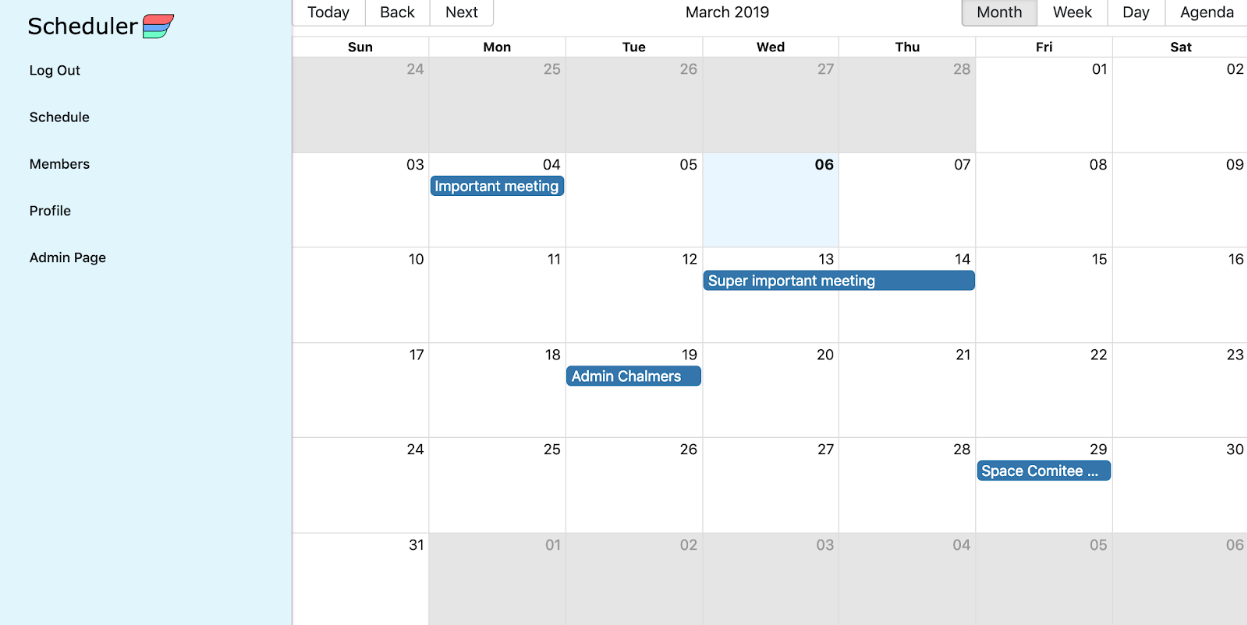 Scheduler
Log Out
Schedule
Members
Profile
Admin Page
Today Back Next March 2019 Month Week Day Agenda
Sun Mon Tue Wed Thu Fri Sat
24 25 26 27 28 01 02
03 04 05 06 07 08 09
Important meeting
10 11 12 13 14 15 16
Super important meeting
17 18 19 20 21 22 23
Admin Chalmers
24 25 26 27 28 29 30
Space Comitee ...
31 01 02 03 04 05 06